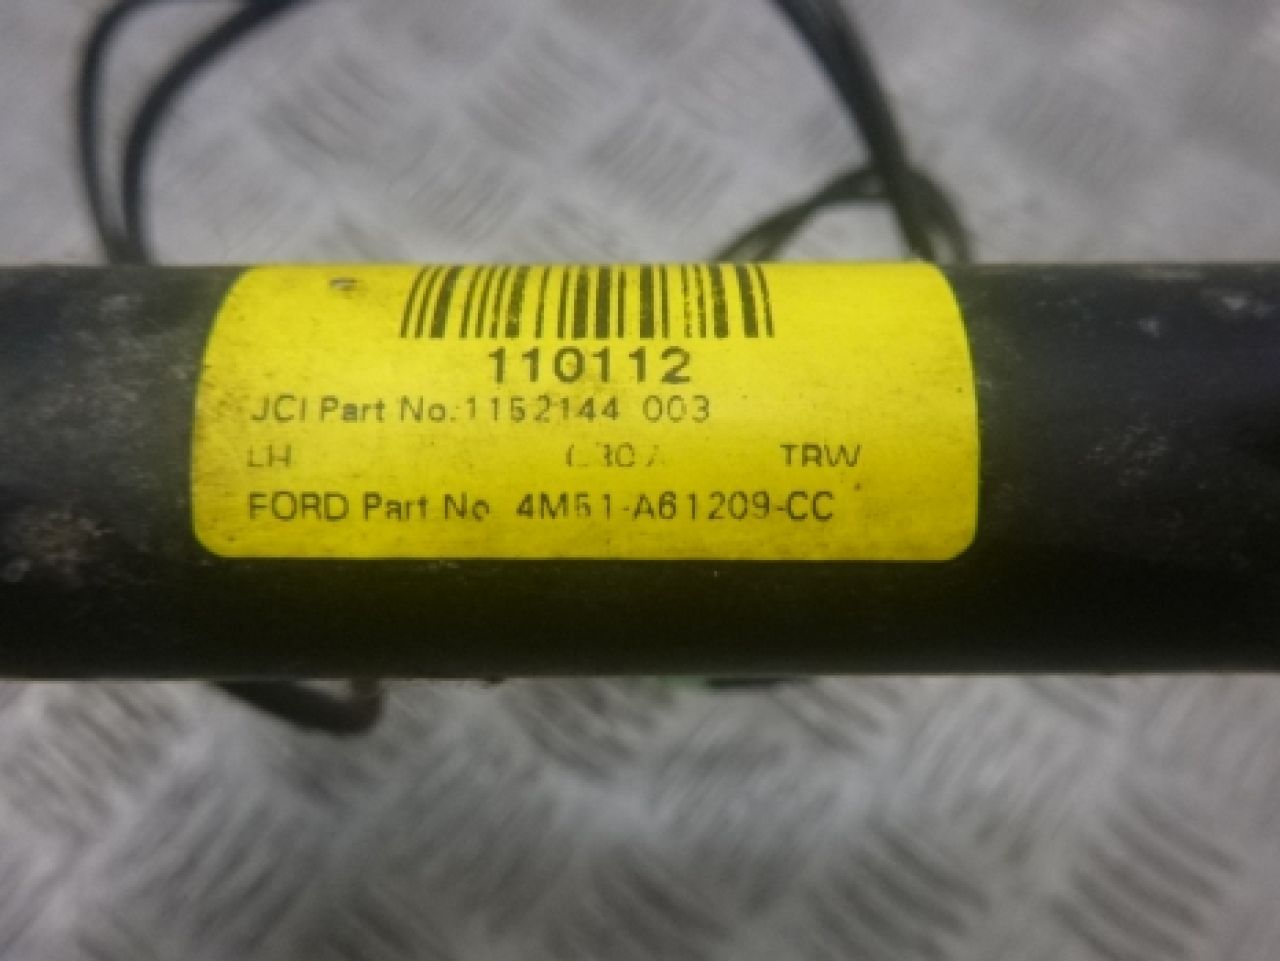 110112
JCI Part No.:1152144 003
LH TRW
FORD Part No 4M51-A61209-CC